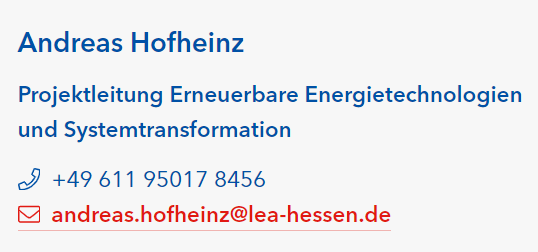 Andreas Hofheinz
Projektleitung Erneuerbare Energietechnologien
und Systemtransformation
+49 611 95017 8456
andreas.hofheinz@lea-hessen.de